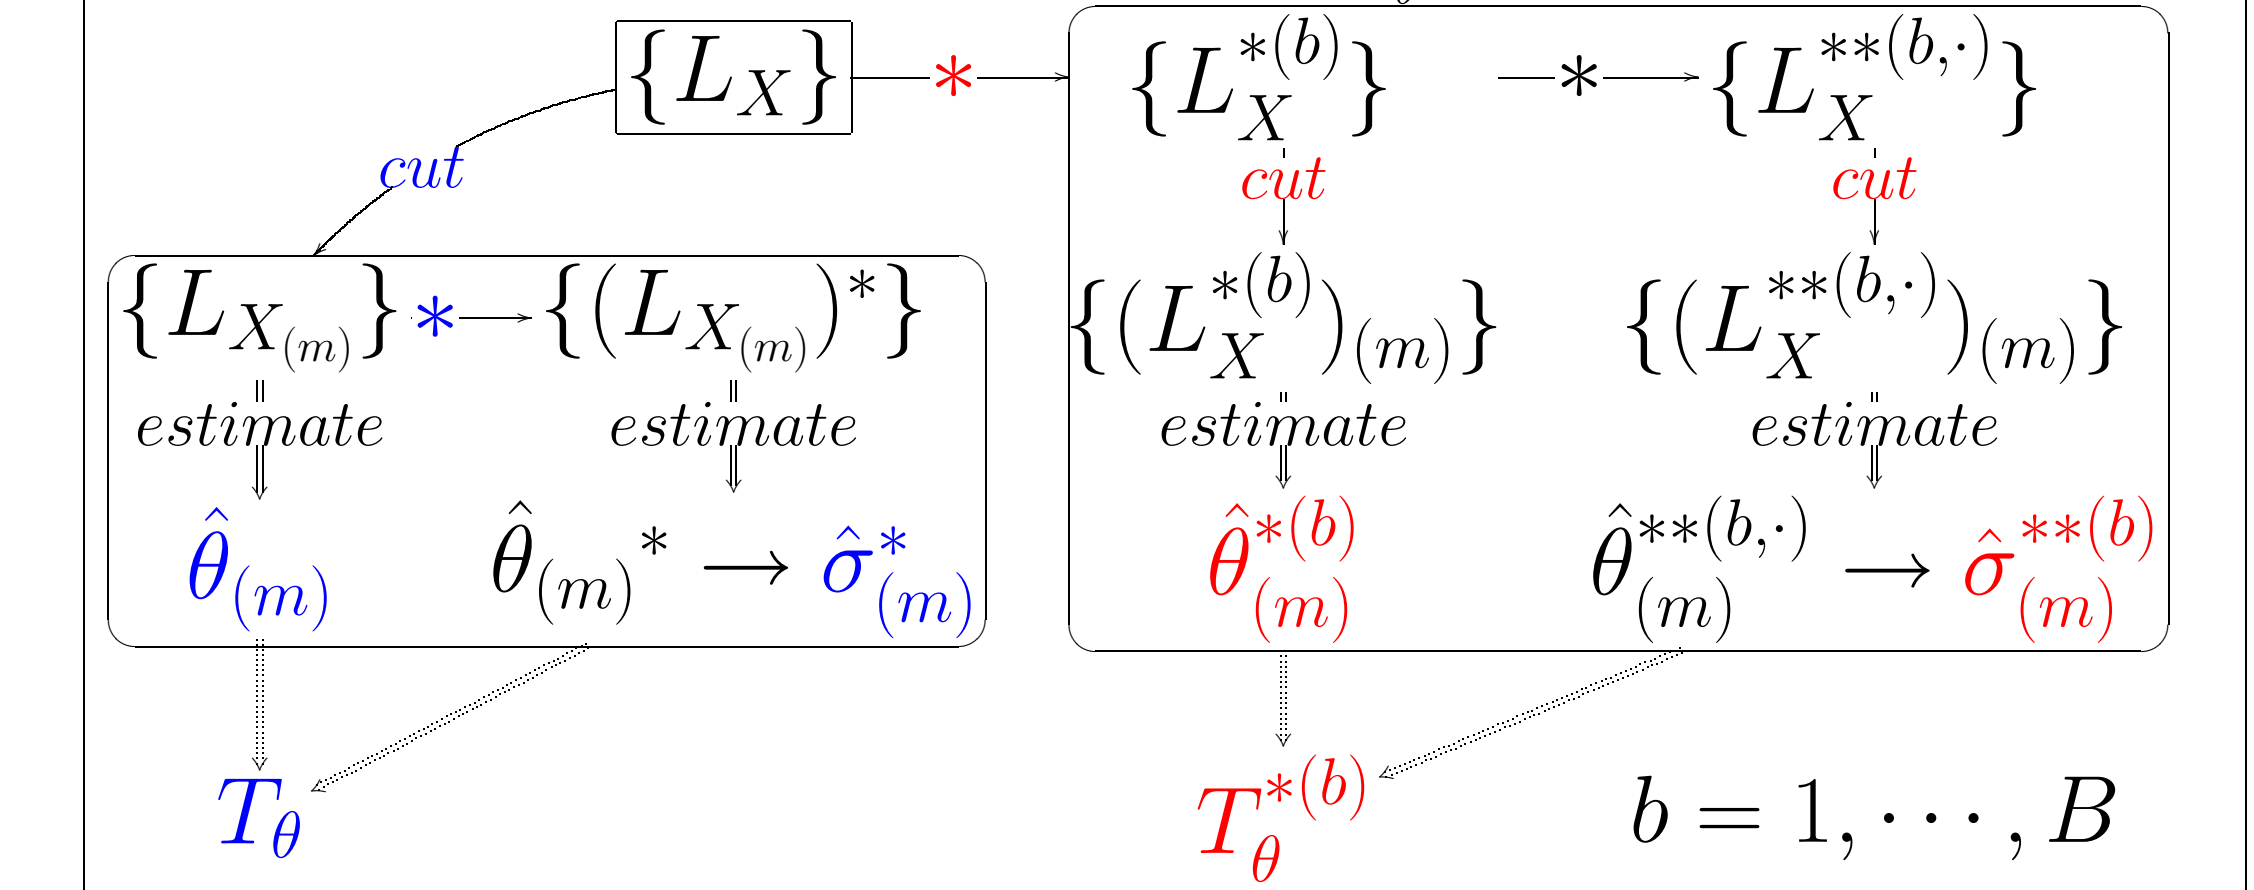 {L_X} * {L_X^{*(b)}} * {L_X^{**(b,·)}}
cut cut cut
{L_{X_{(m)}}} * {(L_{X_{(m)}})^*} {(L_X^{*(b)})_{(m)}} {(L_X^{**(b,·)})_{(m)}}
estimate estimate estimate estimate
θ̂_{(m)} θ̂_{(m)}^* → σ̂^*_{(m)} θ̂^{*(b)}_{(m)} θ̂^{**(b,·)}_{(m)} → σ̂^{**(b)}_{(m)}
T_θ T_θ^{*(b)} b = 1, ⋯ , B